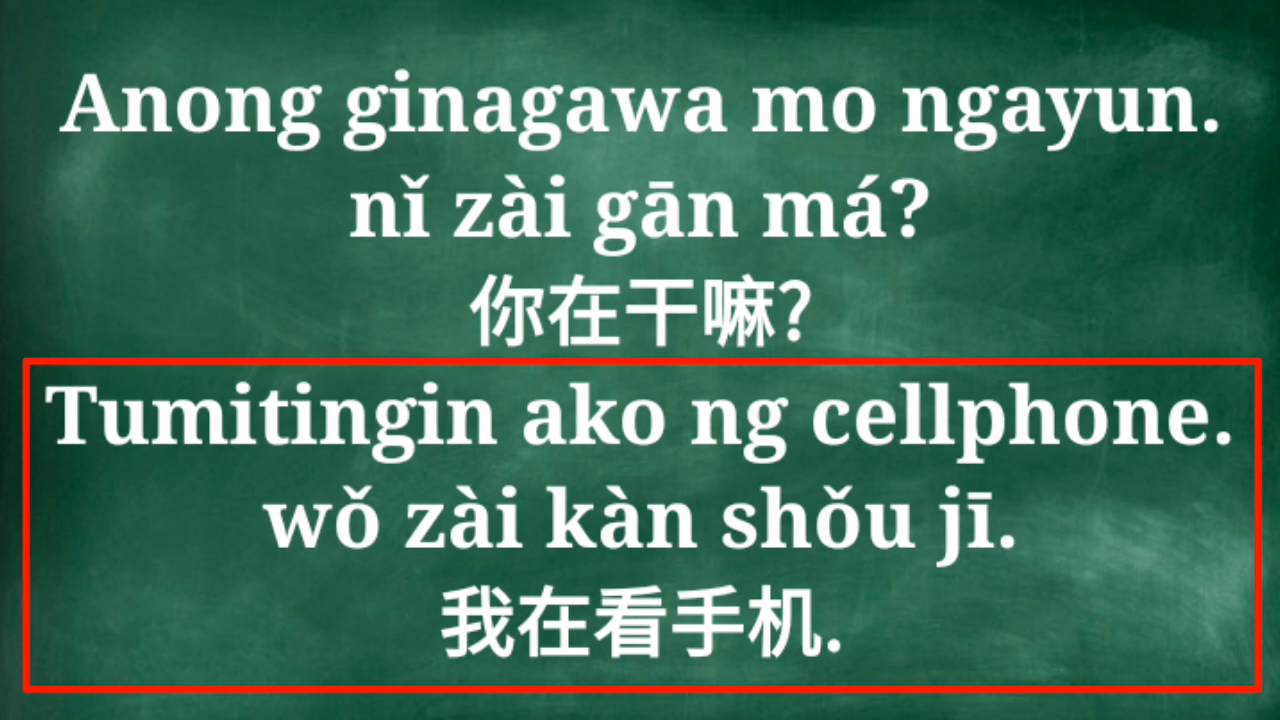 Anong ginagawa mo ngayun.
nǐ zài gān má?
你在干嘛?
Tumitingin ako ng cellphone.
wǒ zài kàn shǒu jī.
我在看手机.